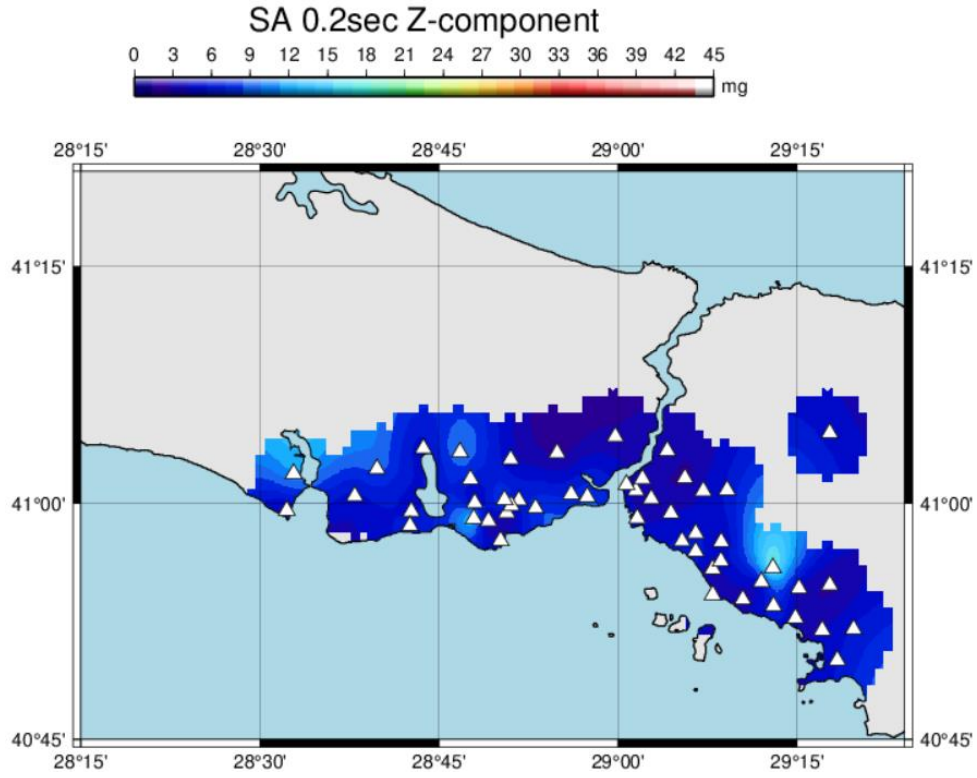 SA 0.2sec Z-component
0 3 6 9 12 15 18 21 24 27 30 33 36 39 42 45
mg
28°15' 28°30' 28°45' 29°00' 29°15'
41°15' 41°15'
41°00' 41°00'
40°45' 40°45'
28°15' 28°30' 28°45' 29°00' 29°15'